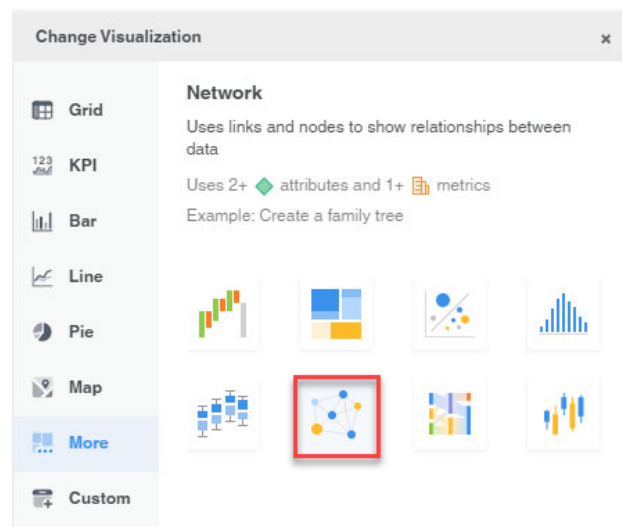 Change Visualization
×
Grid
123
KPI
Bar
Line
Pie
Map
More
Custom
Network
Uses links and nodes to show relationships between
data
Uses 2+ attributes and 1+ metrics
Example: Create a family tree